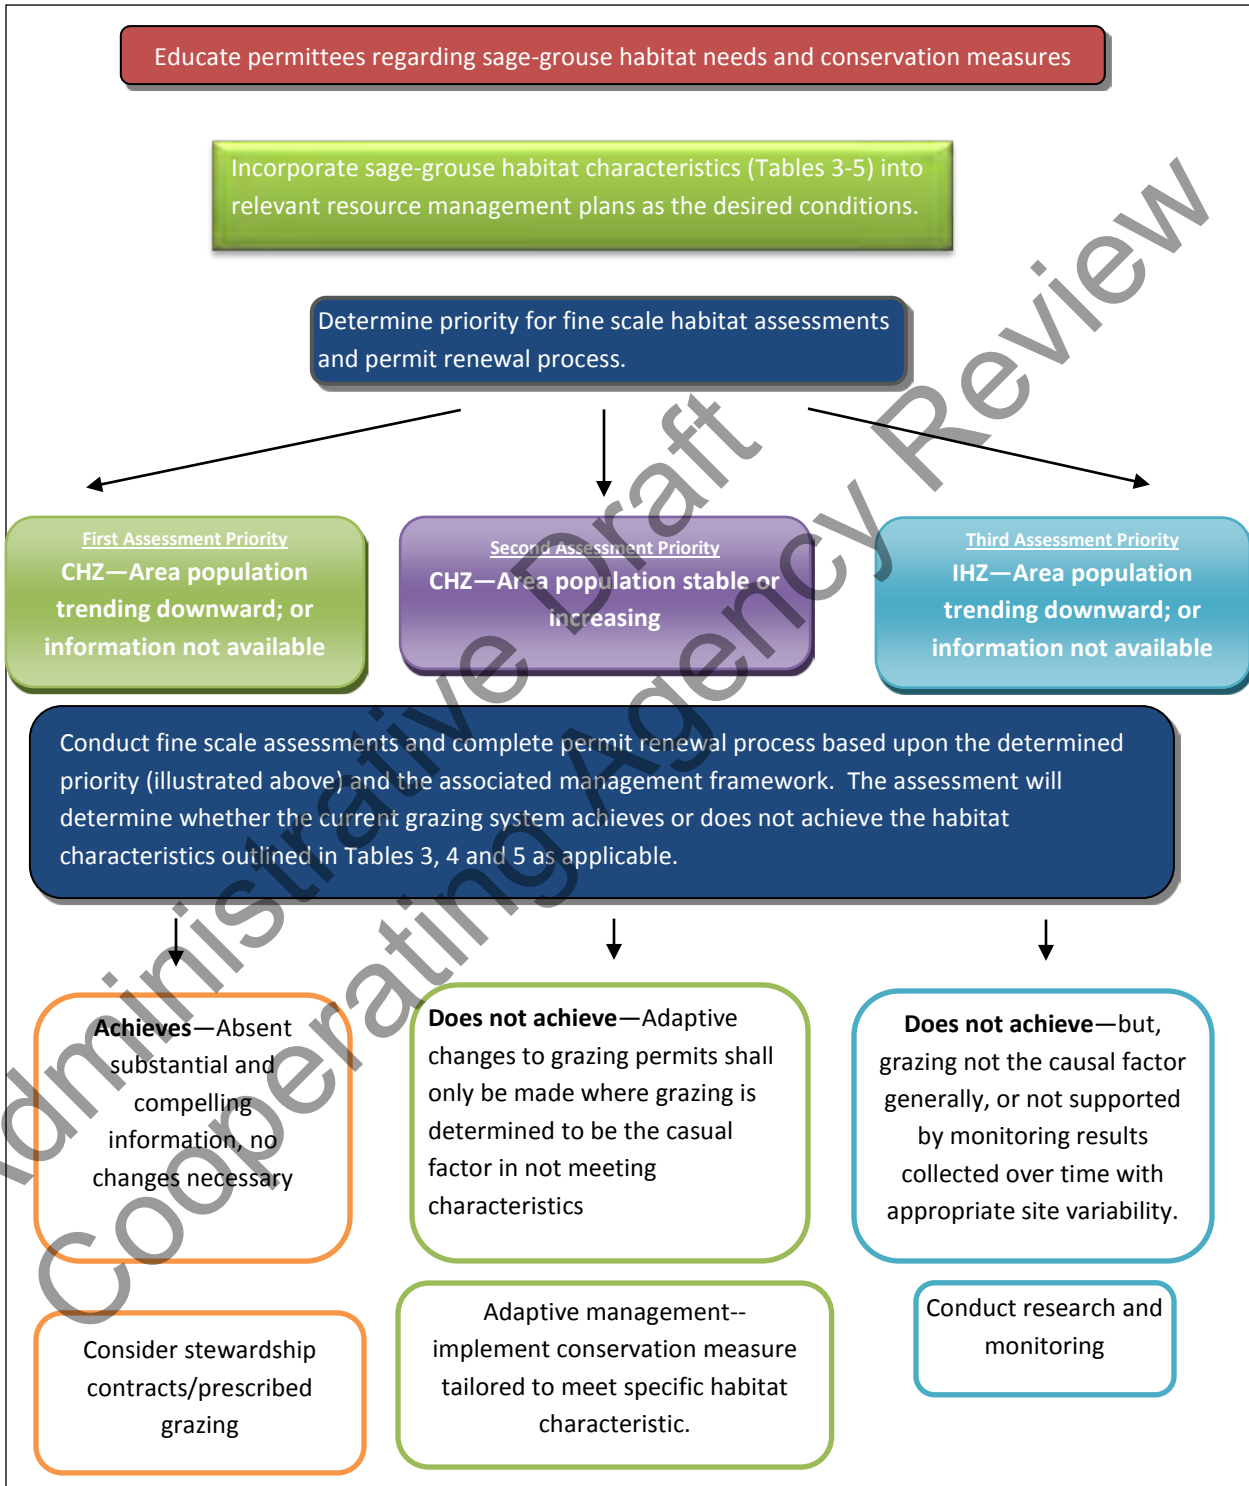 Educate permittees regarding sage-grouse habitat needs and conservation measures
Incorporate sage-grouse habitat characteristics (Tables 3-5) into
relevant resource management plans as the desired conditions.
Determine priority for fine scale habitat assessments
and permit renewal process.
First Assessment Priority
CHZ—Area population
trending downward; or
information not available
Second Assessment Priority
CHZ—Area population stable or
increasing
Third Assessment Priority
IHZ—Area population
trending downward; or
information not available
Conduct fine scale assessments and complete permit renewal process based upon the determined
priority (illustrated above) and the associated management framework.  The assessment will
determine whether the current grazing system achieves or does not achieve the habitat
characteristics outlined in Tables 3, 4 and 5 as applicable.
Achieves—Absent
substantial and
compelling
information, no
changes necessary
Does not achieve—Adaptive
changes to grazing permits shall
only be made where grazing is
determined to be the casual
factor in not meeting
characteristics
Does not achieve—but,
grazing not the causal factor
generally, or not supported
by monitoring results
collected over time with
appropriate site variability.
Consider stewardship
contracts/prescribed
grazing
Adaptive management--
implement conservation measure
tailored to meet specific habitat
characteristic.
Conduct research and
monitoring
Administrative Draft
Cooperating Agency Review